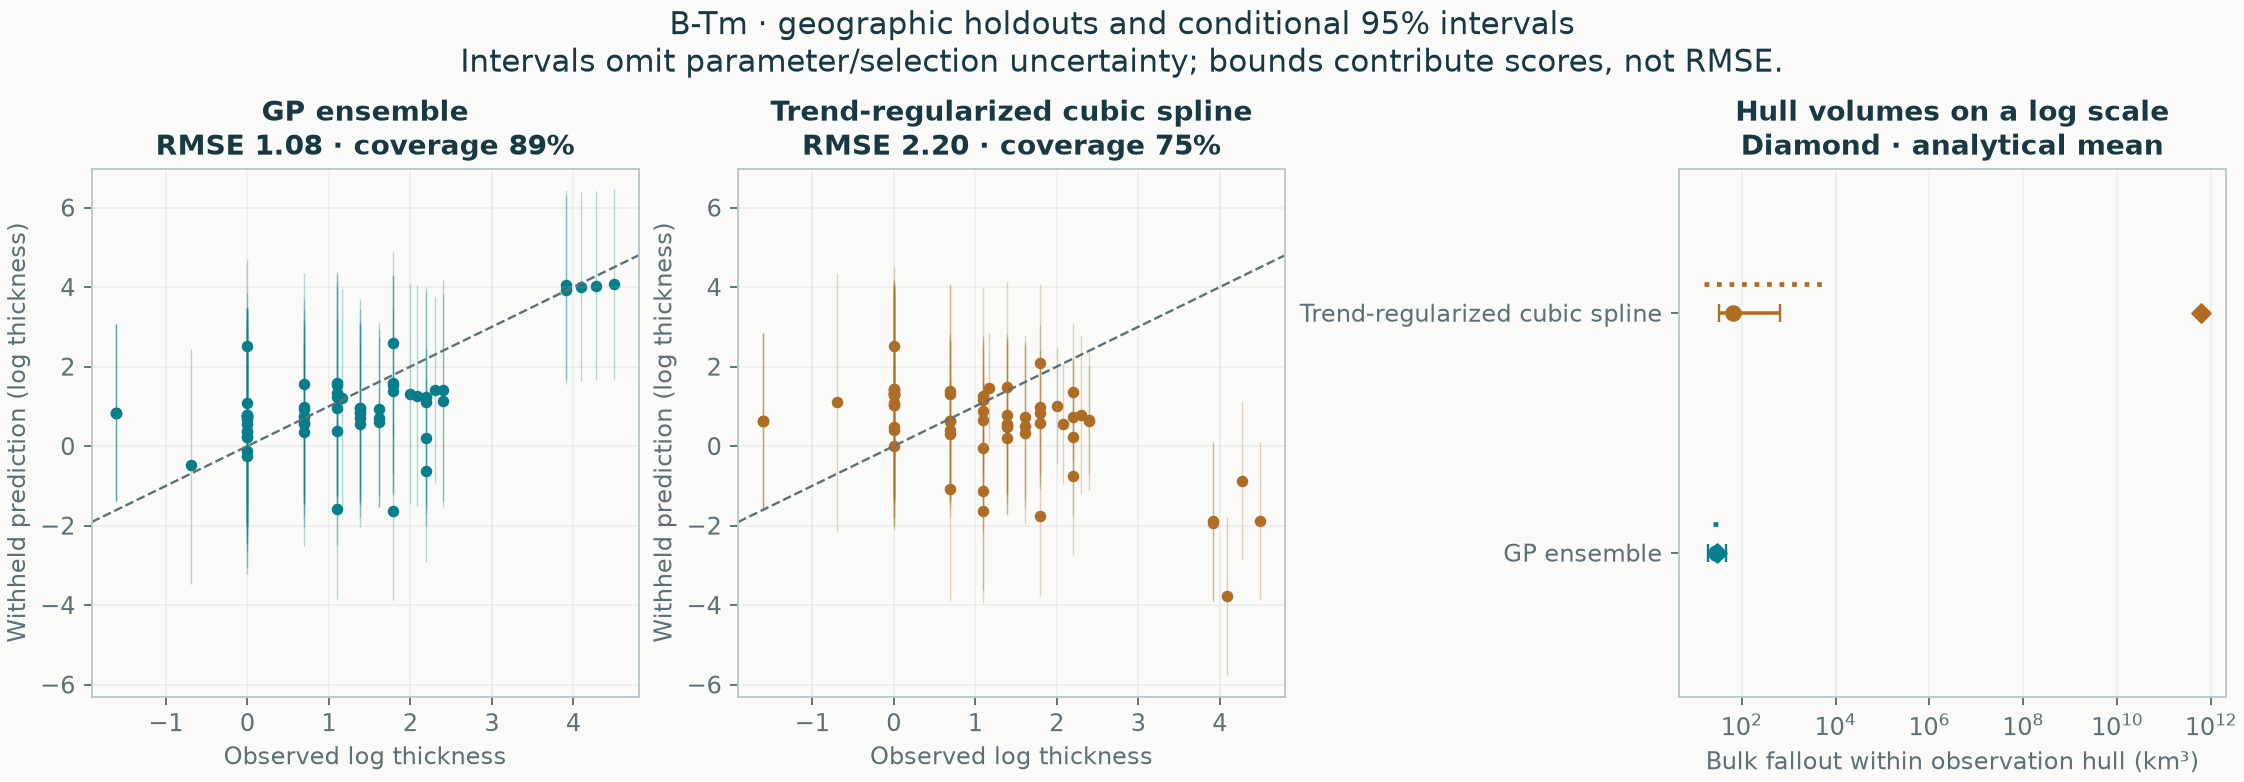 B-Tm · geographic holdouts and conditional 95% intervals
Intervals omit parameter/selection uncertainty; bounds contribute scores, not RMSE.
GP ensemble
RMSE 1.08 · coverage 89%
Withheld prediction (log thickness)
6
4
2
0
−2
−4
−6
−1
0
1
2
3
4
Observed log thickness
Trend-regularized cubic spline
RMSE 2.20 · coverage 75%
Withheld prediction (log thickness)
6
4
2
0
−2
−4
−6
−1
0
1
2
3
4
Observed log thickness
Hull volumes on a log scale
Diamond · analytical mean
Trend-regularized cubic spline
GP ensemble
10²
10⁴
10⁶
10⁸
10¹⁰
10¹²
Bulk fallout within observation hull (km³)